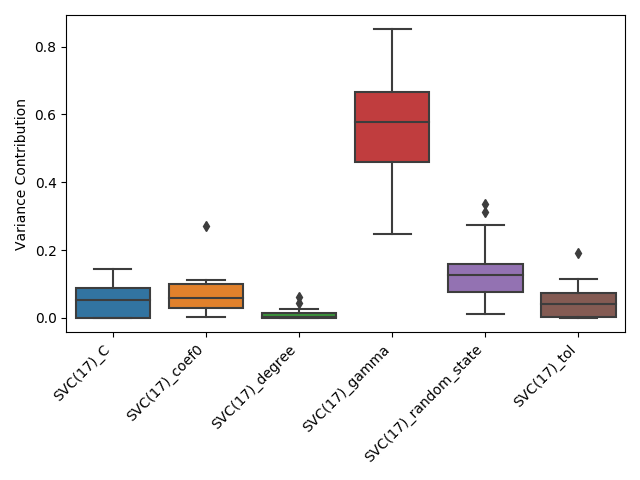 Variance Contribution
0.8
0.6
0.4
0.2
0.0
SVC(17)_C
SVC(17)_coef0
SVC(17)_degree
SVC(17)_gamma
SVC(17)_random_state
SVC(17)_tol